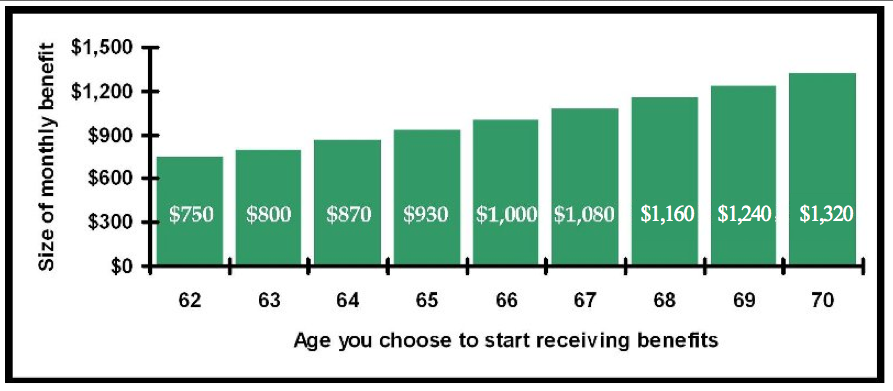 Size of monthly benefit
$1,500
$1,200
$900
$600
$300
$0
$750 $800 $870 $930 $1,000 $1,080 $1,160 $1,240 $1,320
62 63 64 65 66 67 68 69 70
Age you choose to start receiving benefits